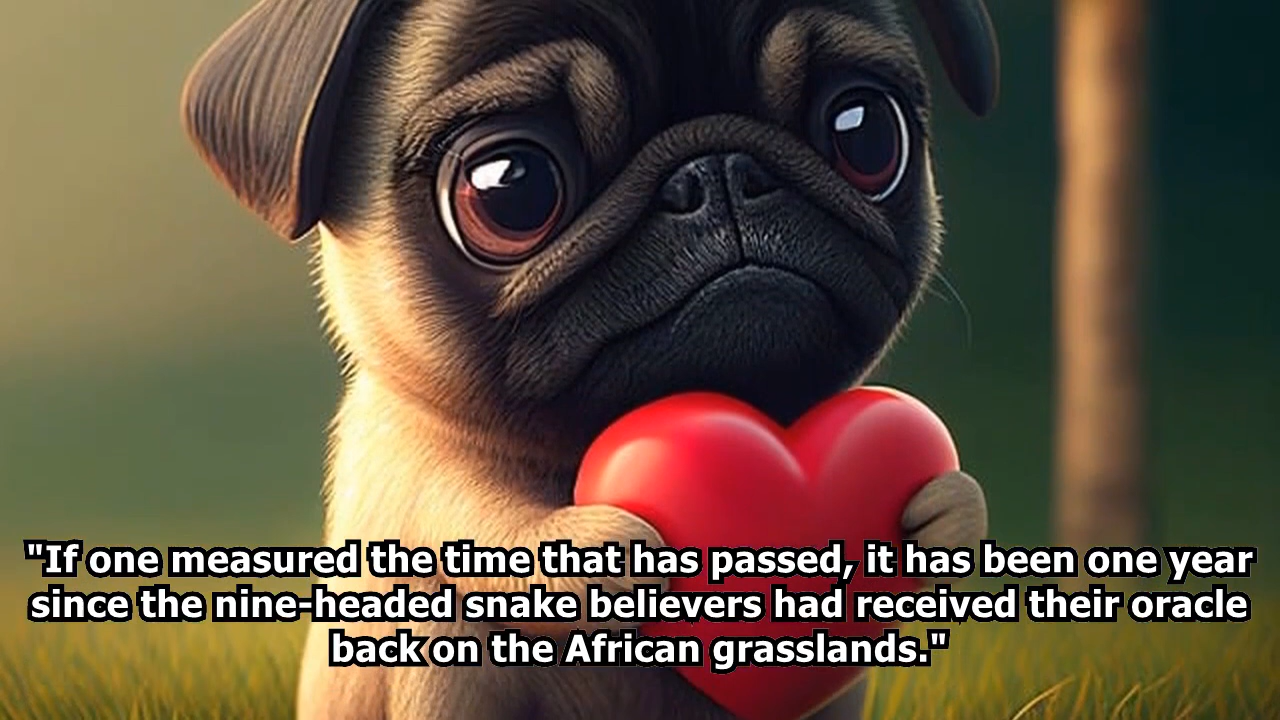 "If one measured the time that has passed, it has been one year
since the nine-headed snake believers had received their oracle
back on the African grasslands."